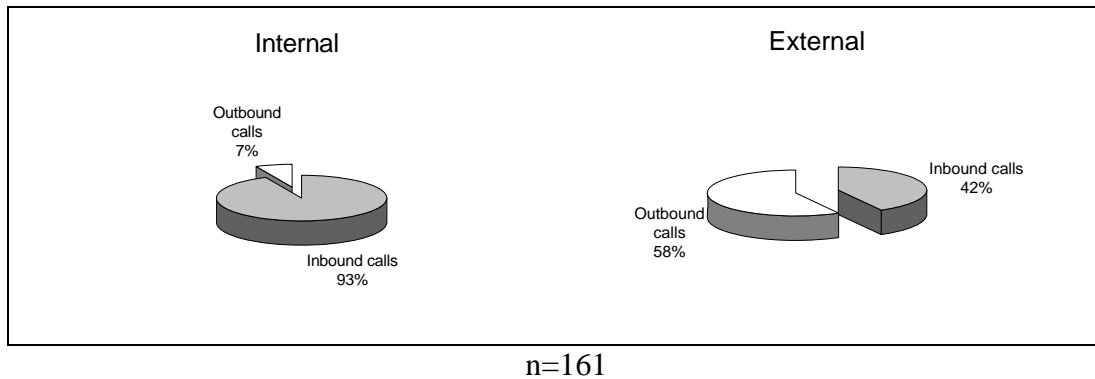 Internal
Outbound
calls
7%
Inbound calls
93%
External
Inbound calls
42%
Outbound
calls
58%
n=161